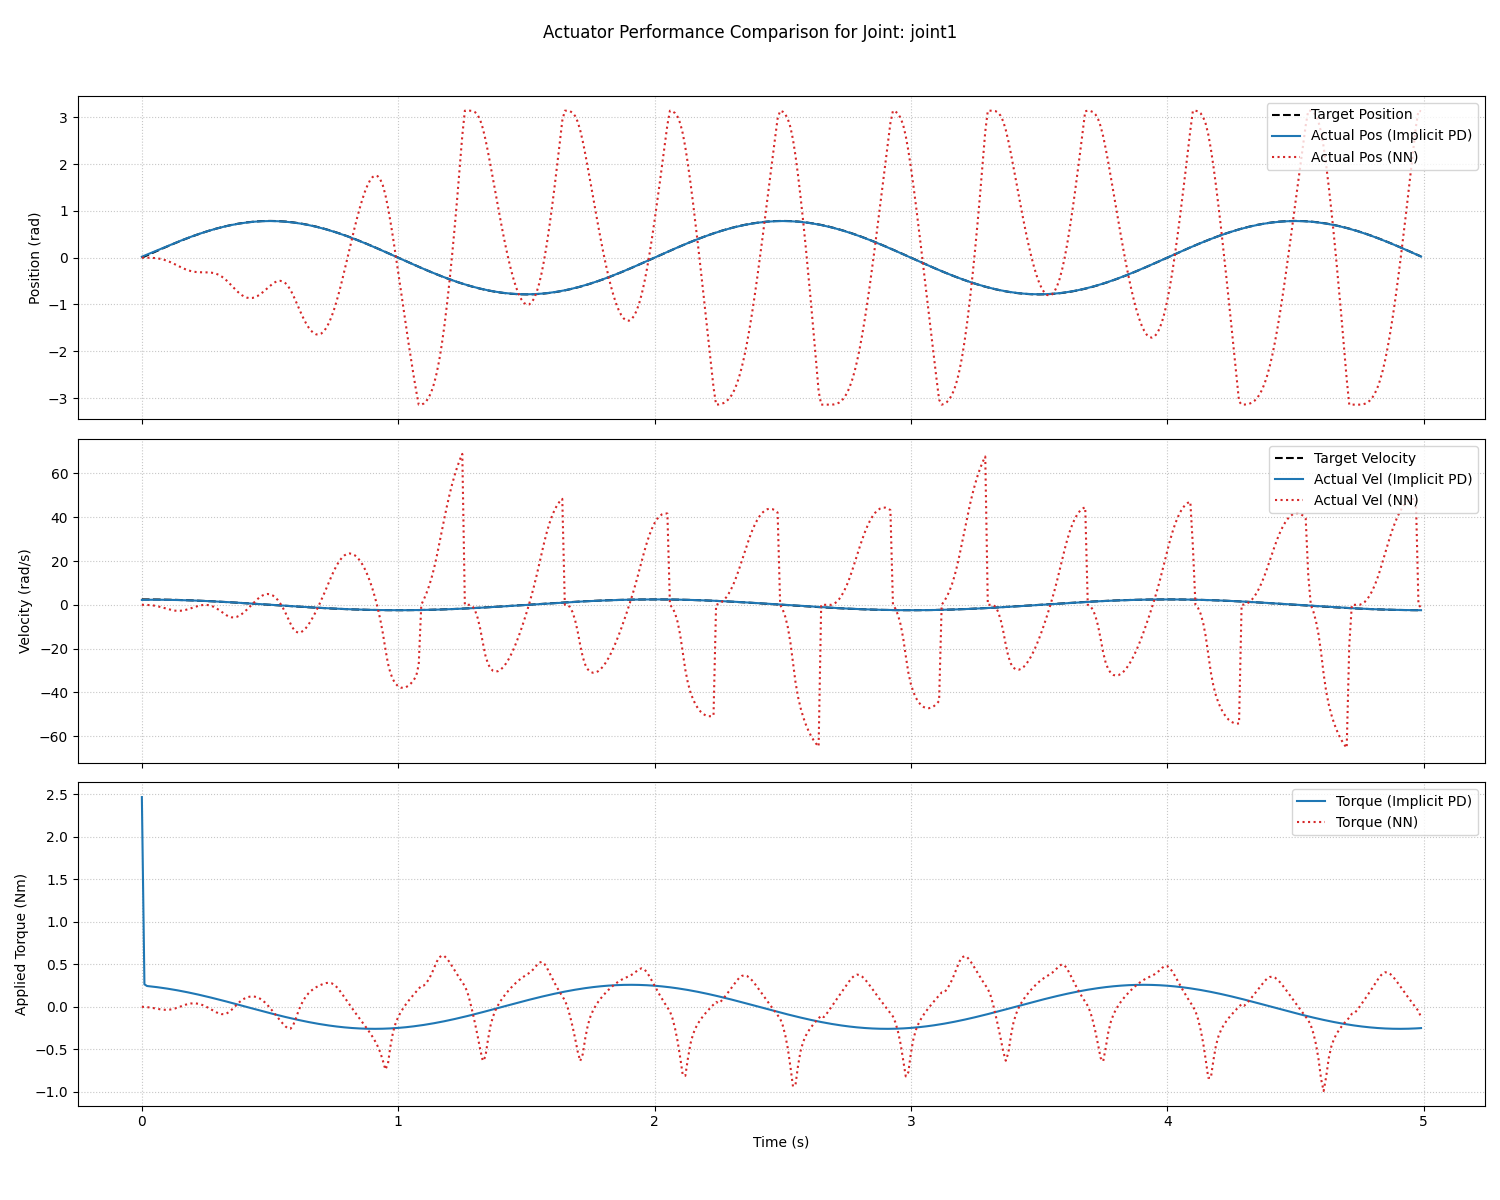 Actuator Performance Comparison for Joint: joint1
Position (rad)
3
2
1
0
−1
−2
−3
Target Position
Actual Pos (Implicit PD)
Actual Pos (NN)
Velocity (rad/s)
60
40
20
0
−20
−40
−60
Target Velocity
Actual Vel (Implicit PD)
Actual Vel (NN)
Applied Torque (Nm)
2.5
2.0
1.5
1.0
0.5
0.0
−0.5
−1.0
Torque (Implicit PD)
Torque (NN)
0 1 2 3 4 5
Time (s)